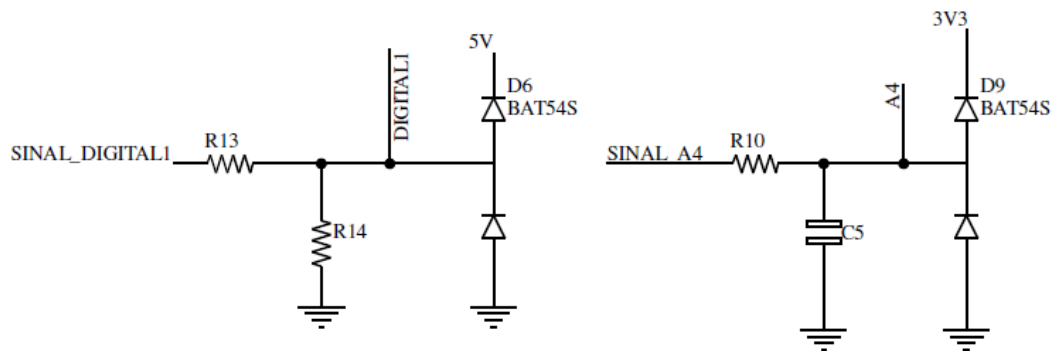 5V
D6
BAT54S
DIGITAL1
R13
SINAL_DIGITAL1
R14
3V3
D9
BAT54S
A4
R10
SINAL_A4
C5